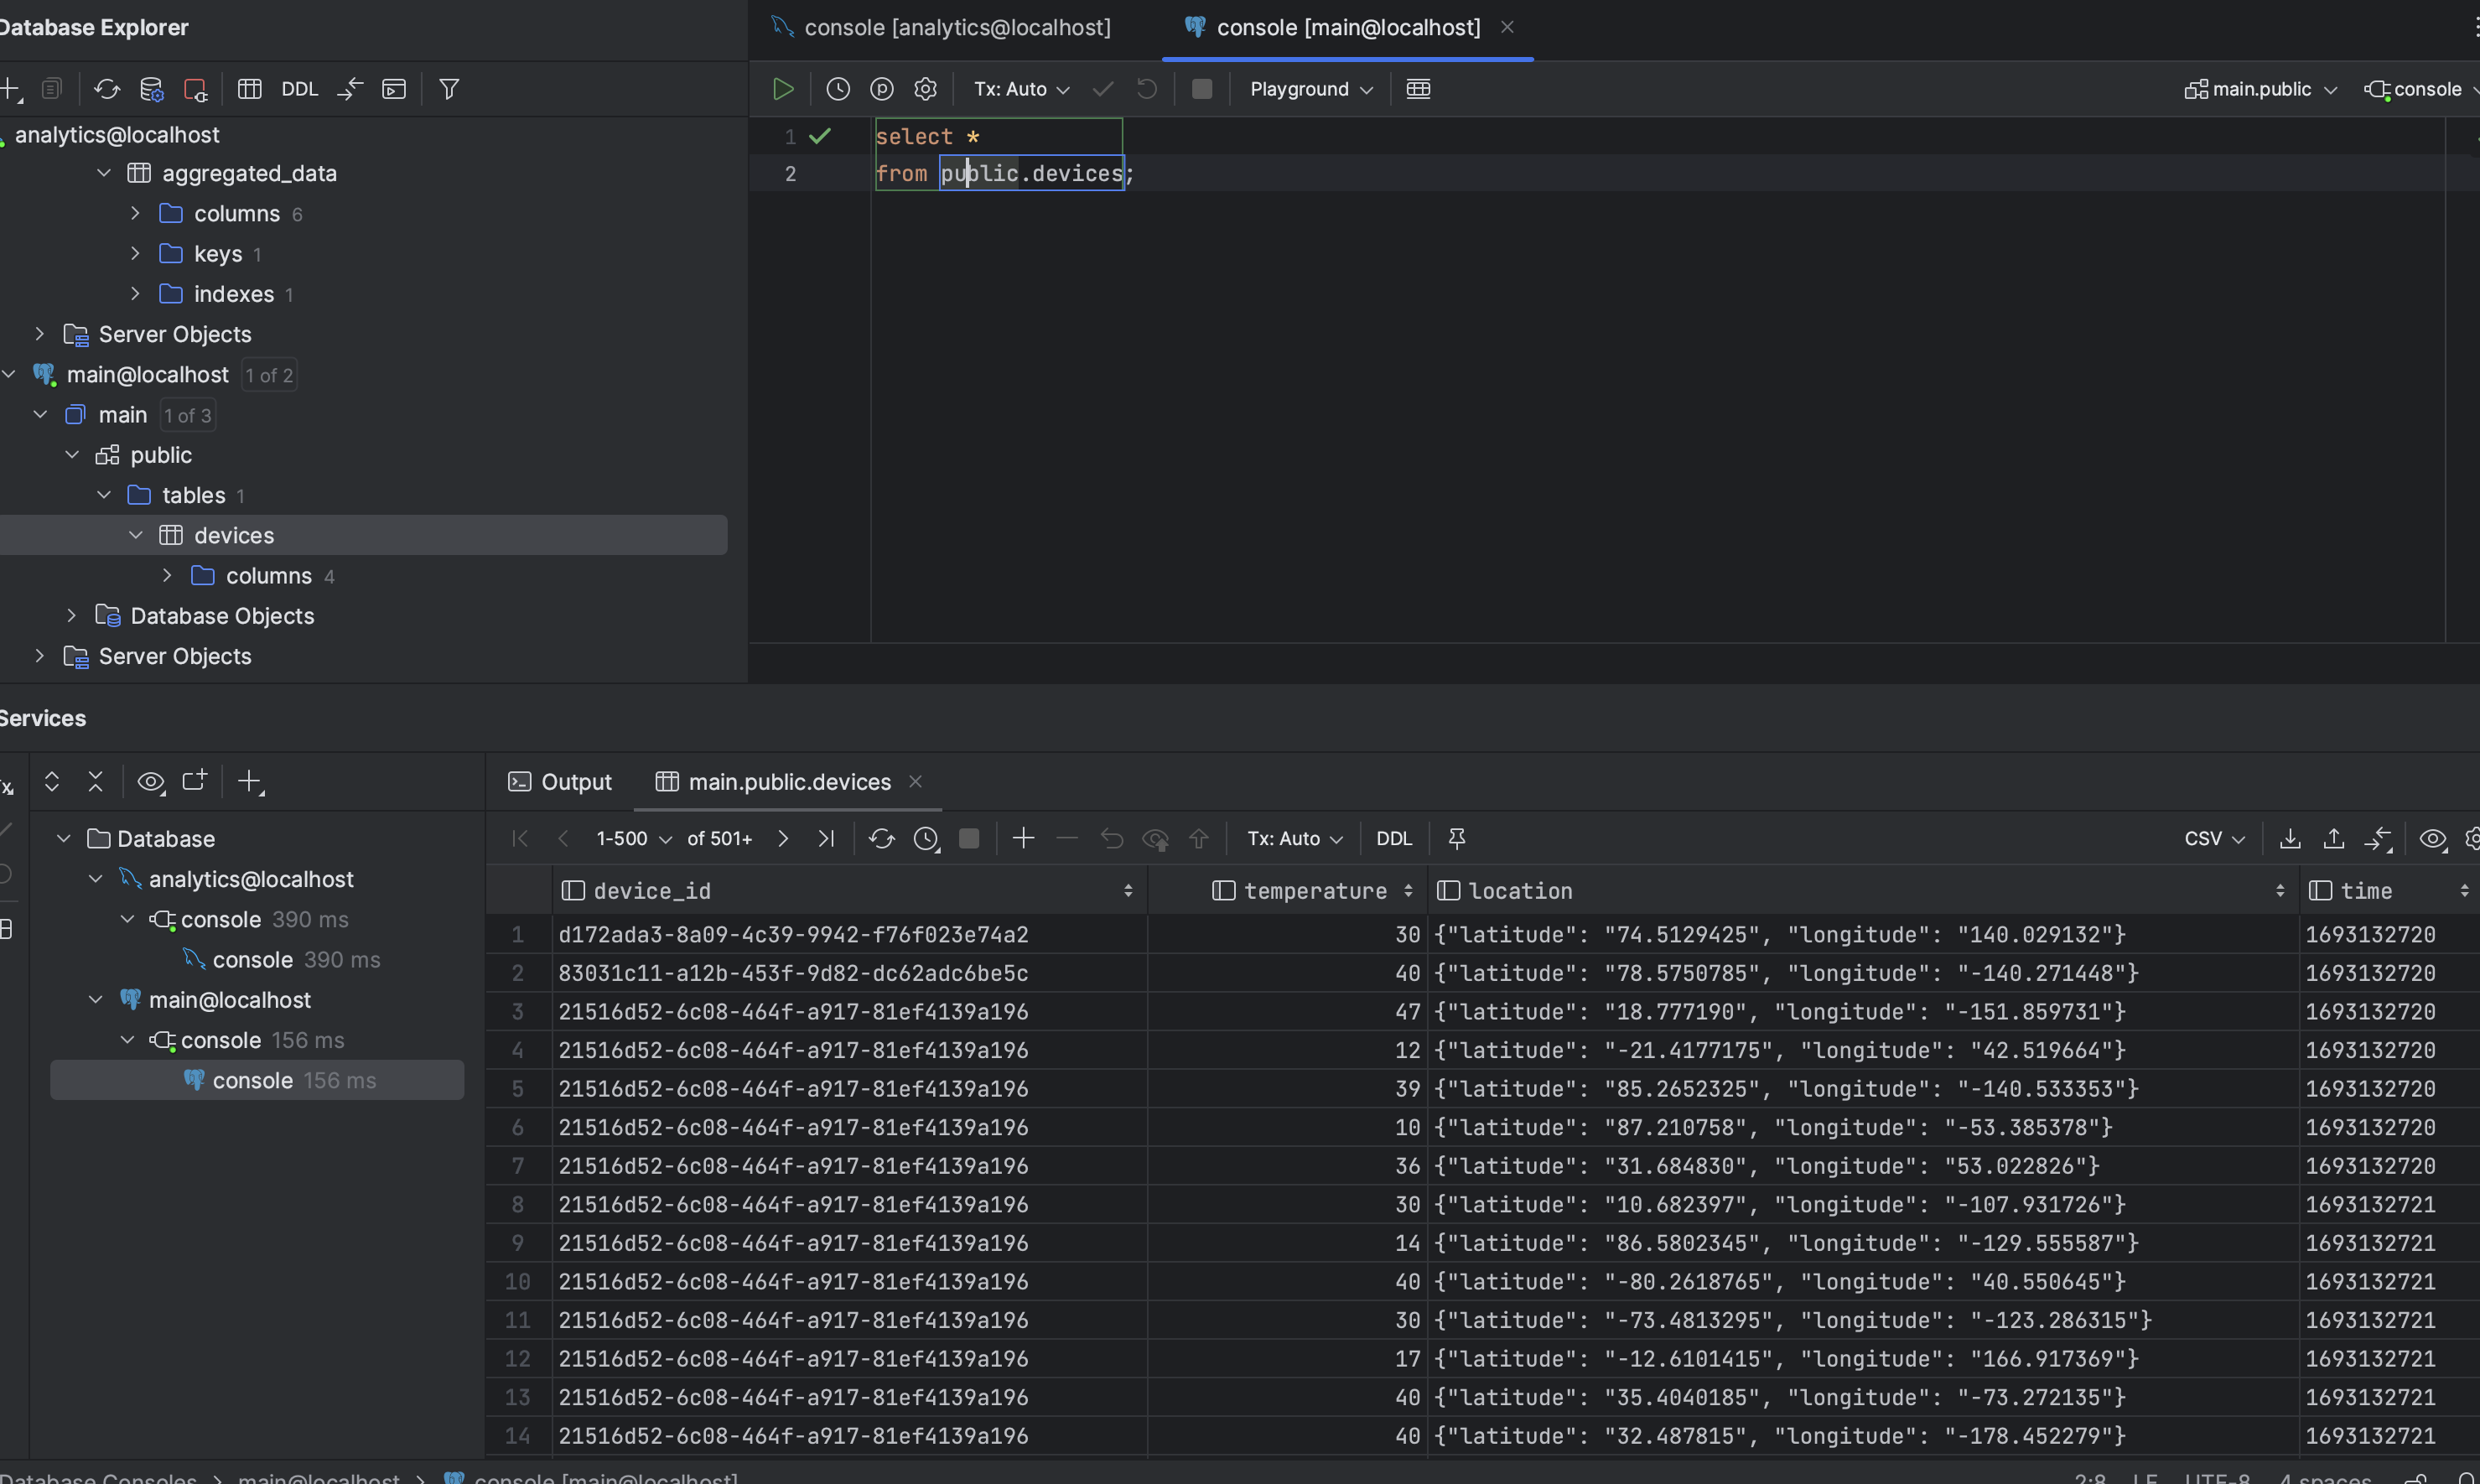 Database Explorer
console [analytics@localhost]
console [main@localhost]
DDL
Tx: Auto
Playground
main.public
console
analytics@localhost
aggregated_data
columns 6
keys 1
indexes 1
Server Objects
main@localhost 1 of 2
main 1 of 3
public
tables 1
devices
columns 4
Database Objects
Server Objects
1 select *
2 from public.devices;
Services
Database
analytics@localhost
console 390 ms
console 390 ms
main@localhost
console 156 ms
console 156 ms
Output main.public.devices
1-500 of 501+ Tx: Auto DDL CSV
device_id temperature location time
1 d172ada3-8a09-4c39-9942-f76f023e74a2 30 {"latitude": "74.5129425", "longitude": "140.029132"} 1693132720
2 83031c11-a12b-453f-9d82-dc62adc6be5c 40 {"latitude": "78.5750785", "longitude": "-140.271448"} 1693132720
3 21516d52-6c08-464f-a917-81ef4139a196 47 {"latitude": "18.777190", "longitude": "-151.859731"} 1693132720
4 21516d52-6c08-464f-a917-81ef4139a196 12 {"latitude": "-21.4177175", "longitude": "42.519664"} 1693132720
5 21516d52-6c08-464f-a917-81ef4139a196 39 {"latitude": "85.2652325", "longitude": "-140.533353"} 1693132720
6 21516d52-6c08-464f-a917-81ef4139a196 10 {"latitude": "87.210758", "longitude": "-53.385378"} 1693132720
7 21516d52-6c08-464f-a917-81ef4139a196 36 {"latitude": "31.684830", "longitude": "53.022826"} 1693132720
8 21516d52-6c08-464f-a917-81ef4139a196 30 {"latitude": "10.682397", "longitude": "-107.931726"} 1693132721
9 21516d52-6c08-464f-a917-81ef4139a196 14 {"latitude": "86.5802345", "longitude": "-129.555587"} 1693132721
10 21516d52-6c08-464f-a917-81ef4139a196 40 {"latitude": "-80.2618765", "longitude": "40.550645"} 1693132721
11 21516d52-6c08-464f-a917-81ef4139a196 30 {"latitude": "-73.4813295", "longitude": "-123.286315"} 1693132721
12 21516d52-6c08-464f-a917-81ef4139a196 17 {"latitude": "-12.6101415", "longitude": "166.917369"} 1693132721
13 21516d52-6c08-464f-a917-81ef4139a196 40 {"latitude": "35.4040185", "longitude": "-73.272135"} 1693132721
14 21516d52-6c08-464f-a917-81ef4139a196 40 {"latitude": "32.487815", "longitude": "-178.452279"} 1693132721
Database Consoles > main@localhost > console [main@localhost] 2:8 LF UTF-8 4 spaces